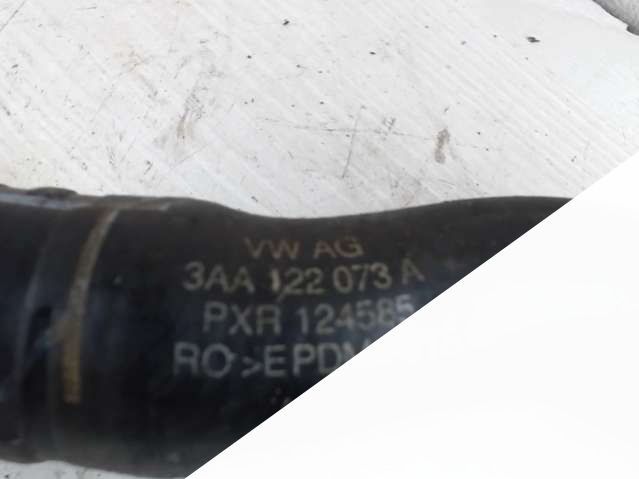 VW AG
3AA 122 073 A
PXR 124585
RO >EPDM